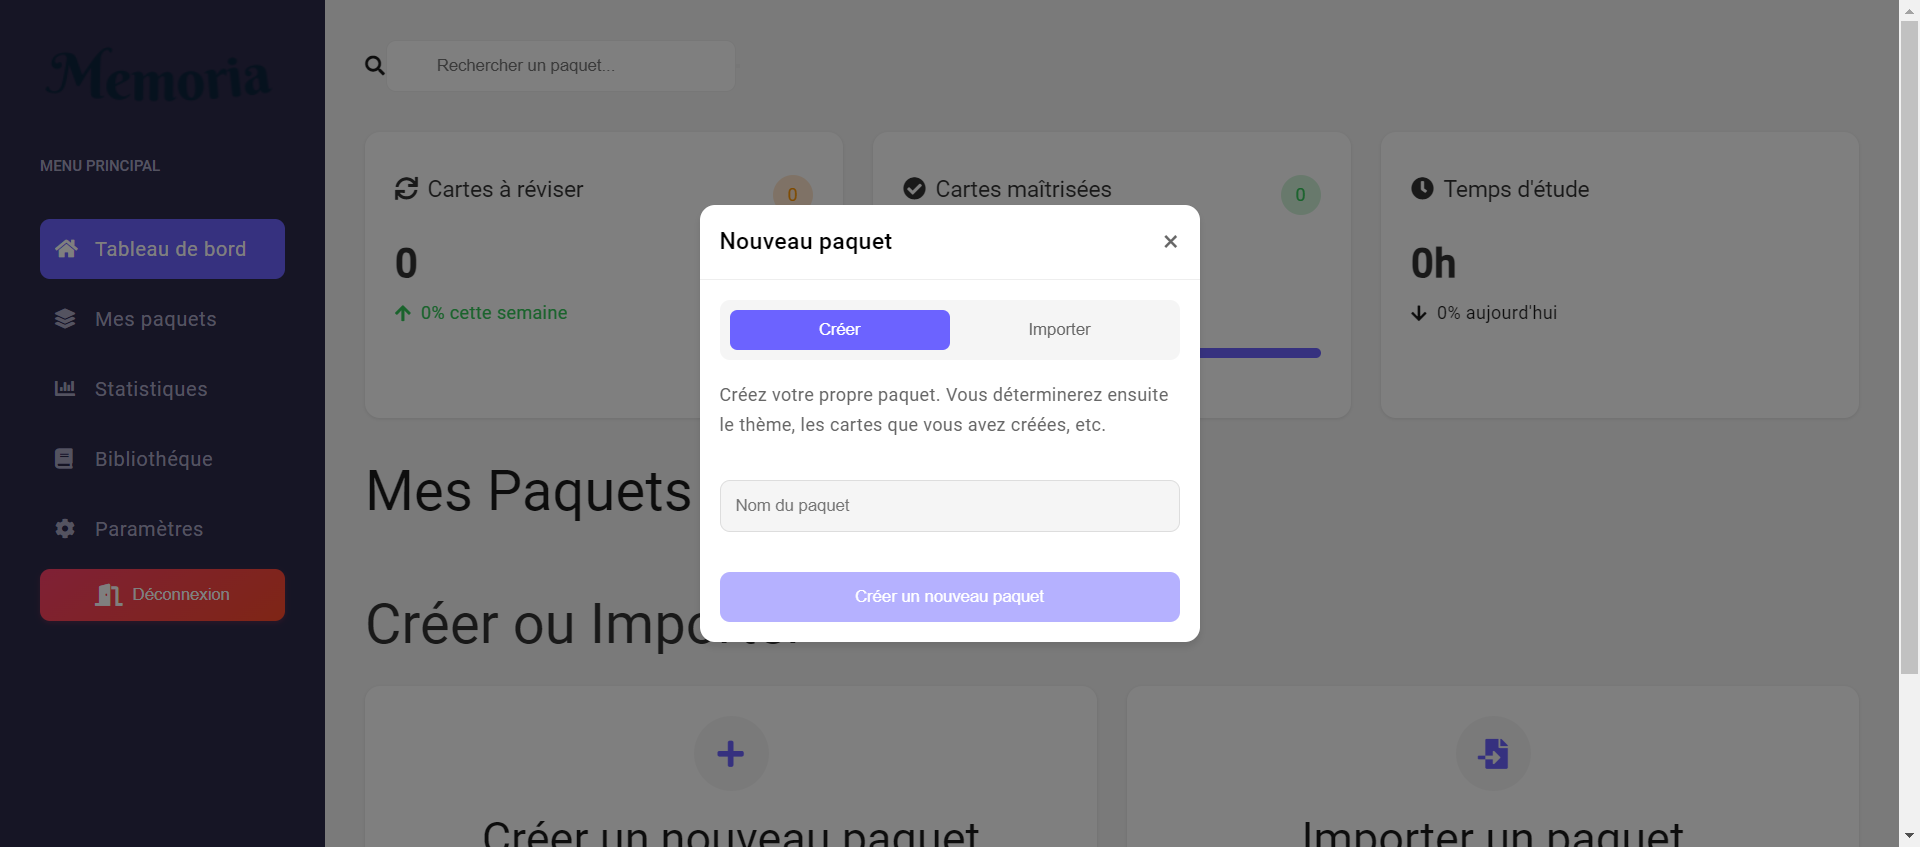 Memoria
MENU PRINCIPAL
Tableau de bord
Mes paquets
Statistiques
Bibliothéque
Paramètres
Déconnexion
Rechercher un paquet...
Cartes à réviser
0
0
0% cette semaine
Cartes maîtrisées
0
Temps d'étude
0h
0% aujourd'hui
Nouveau paquet
×
Créer
Importer
Créez votre propre paquet. Vous déterminerez ensuite
le thème, les cartes que vous avez créées, etc.
Nom du paquet
Créer un nouveau paquet
Mes Paquets
Créer ou Importer
Créer un nouveau paquet
Importer un paquet